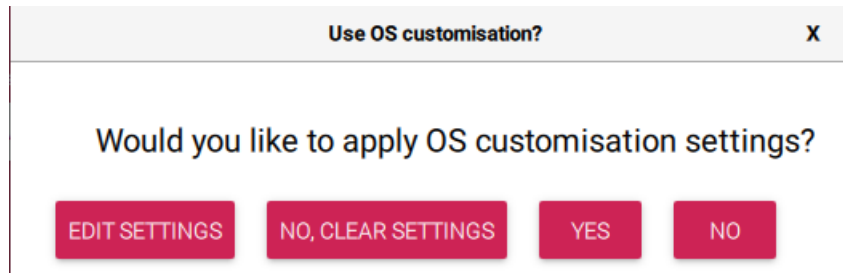 Use OS customisation? X
Would you like to apply OS customisation settings?
EDIT SETTINGS NO, CLEAR SETTINGS YES NO